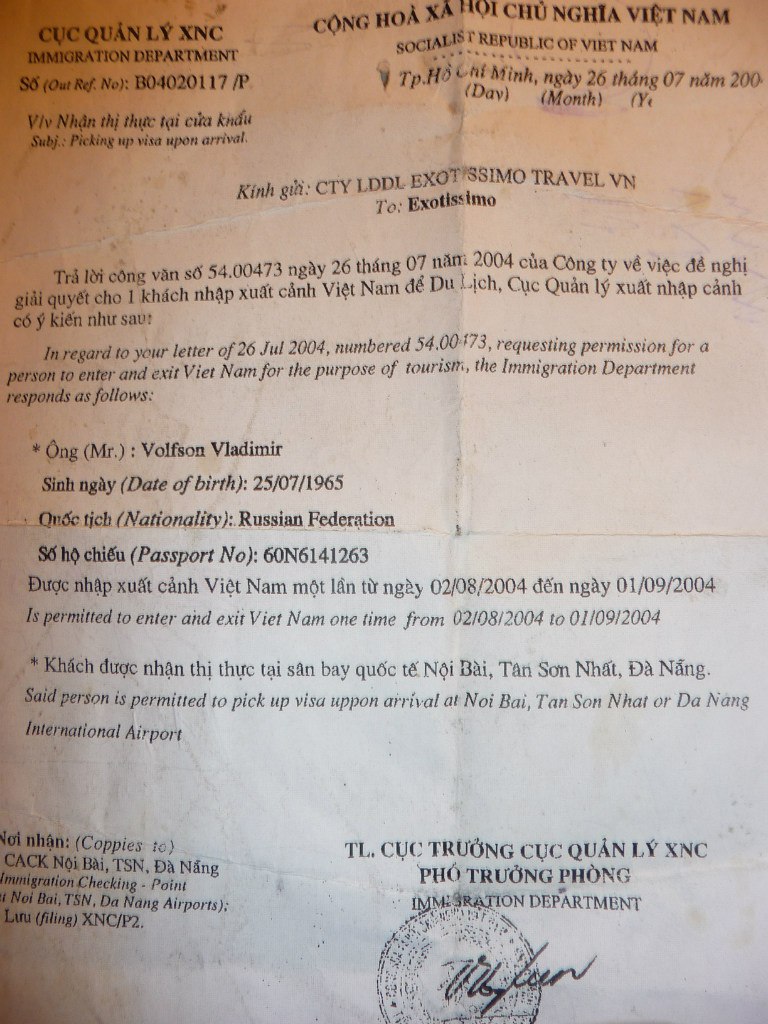 CỤC QUẢN LÝ XNC
IMMIGRATION DEPARTMENT
Số (Out Ref. No): B04020117 /P
V/v Nhận thị thực tại cửa khẩu
Subj.: Picking up visa upon arrival.
CỘNG HOÀ XÃ HỘI CHỦ NGHĨA VIỆT NAM
SOCIALIST REPUBLIC OF VIET NAM
Tp.Hồ Chí Minh, ngày 26 tháng 07 năm 200
(Day) (Month) (Ye
Kính gửi: CTY LDDL EXOTISSIMO TRAVEL VN
To: Exotissimo
Trả lời công văn số 54.00473 ngày 26 tháng 07 năm 2004 của Công ty về việc đề nghị
giải quyết cho 1 khách nhập xuất cảnh Việt Nam để Du Lịch, Cục Quản lý xuất nhập cảnh
có ý kiến như sau:
In regard to your letter of 26 Jul 2004, numbered 54.00473, requesting permission for a
person to enter and exit Viet Nam for the purpose of tourism, the Immigration Department
responds as follows:
* Ông (Mr.) : Volfson Vladimir
Sinh ngày (Date of birth): 25/07/1965
Quốc tịch (Nationality): Russian Federation
Số hộ chiếu (Passport No): 60N6141263
Được nhập xuất cảnh Việt Nam một lần từ ngày 02/08/2004 đến ngày 01/09/2004
Is permitted to enter and exit Viet Nam one time from 02/08/2004 to 01/09/2004
* Khách được nhận thị thực tại sân bay quốc tế Nội Bài, Tân Sơn Nhất, Đà Nẵng.
Said person is permitted to pick up visa uppon arrival at Noi Bai, Tan Son Nhat or Da Nang
International Airport
Nơi nhận: (Coppies to)
CACK Nội Bài, TSN, Đà Nẵng
Immigration Checking - Point
t Noi Bai, TSN, Da Nang Airports);
Lưu (filing) XNC/P2.
TL. CỤC TRƯỞNG CỤC QUẢN LÝ XNC
PHÓ TRƯỞNG PHÒNG
IMMIGRATION DEPARTMENT